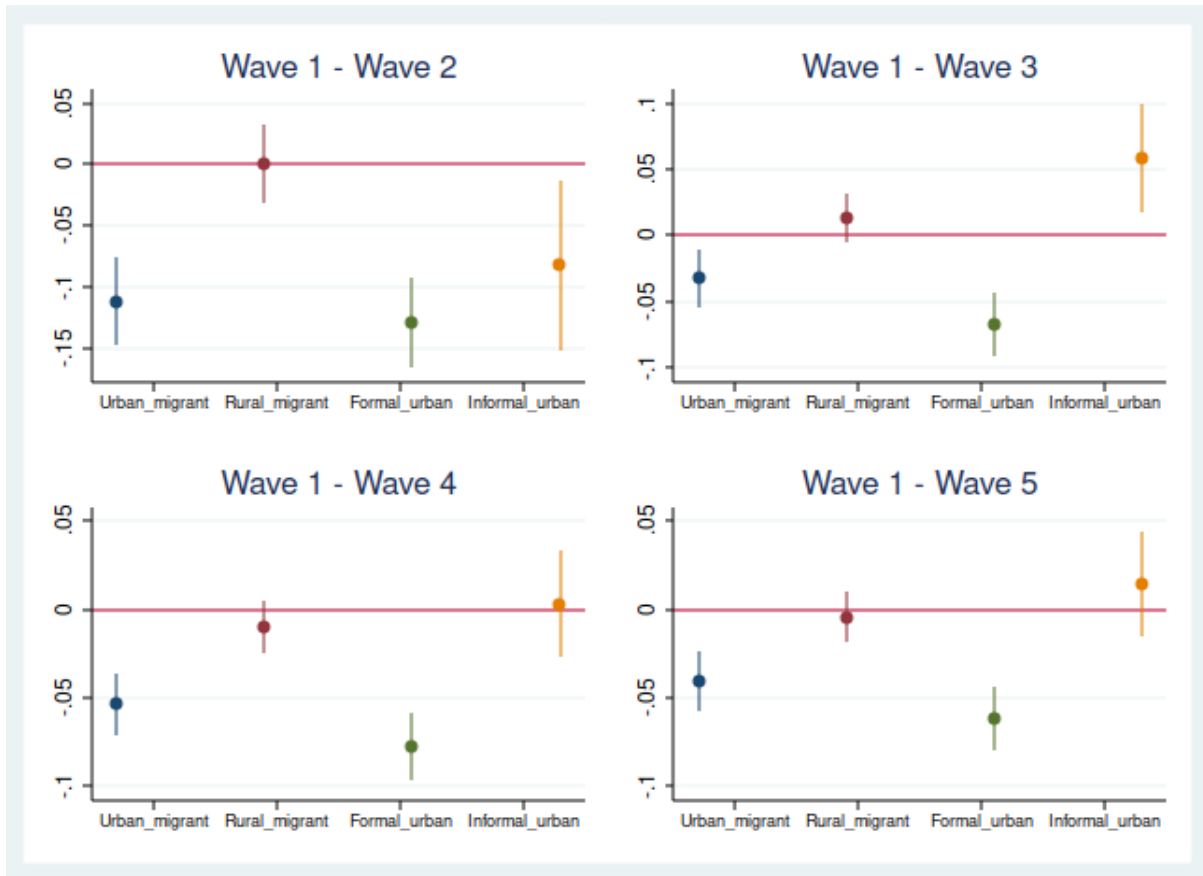 Wave 1 - Wave 2
.05
0
-.05
-.1
-.15
Urban_migrant Rural_migrant Formal_urban Informal_urban
Wave 1 - Wave 3
.1
.05
0
-.05
-.1
Urban_migrant Rural_migrant Formal_urban Informal_urban
Wave 1 - Wave 4
.05
0
-.05
-.1
Urban_migrant Rural_migrant Formal_urban Informal_urban
Wave 1 - Wave 5
.05
0
-.05
-.1
Urban_migrant Rural_migrant Formal_urban Informal_urban